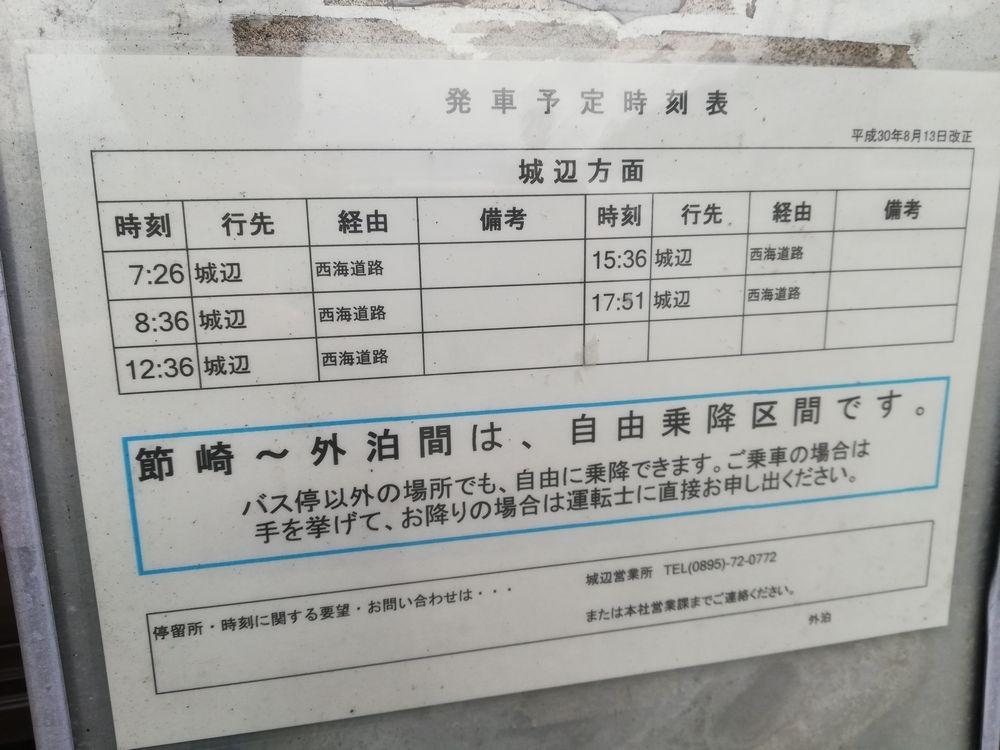 発車予定時刻表
平成30年8月13日改正
城辺方面
時刻 行先 経由 備考 時刻 行先 経由 備考
7:26 城辺 西海道路 15:36 城辺 西海道路
8:36 城辺 西海道路 17:51 城辺 西海道路
12:36 城辺 西海道路
節崎～外泊間は、自由乗降区間です。
バス停以外の場所でも、自由に乗降できます。ご乗車の場合は
手を挙げて、お降りの場合は運転士に直接お申し出ください。
停留所・時刻に関する要望・お問い合わせは・・・
城辺営業所 TEL(0895)-72-0772
または本社営業課までご連絡ください。
外泊